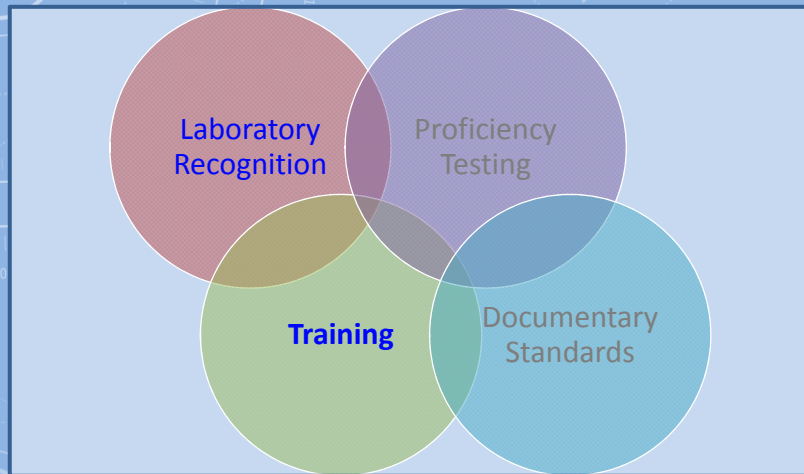 Laboratory
Recognition
Proficiency
Testing
Training
Documentary
Standards